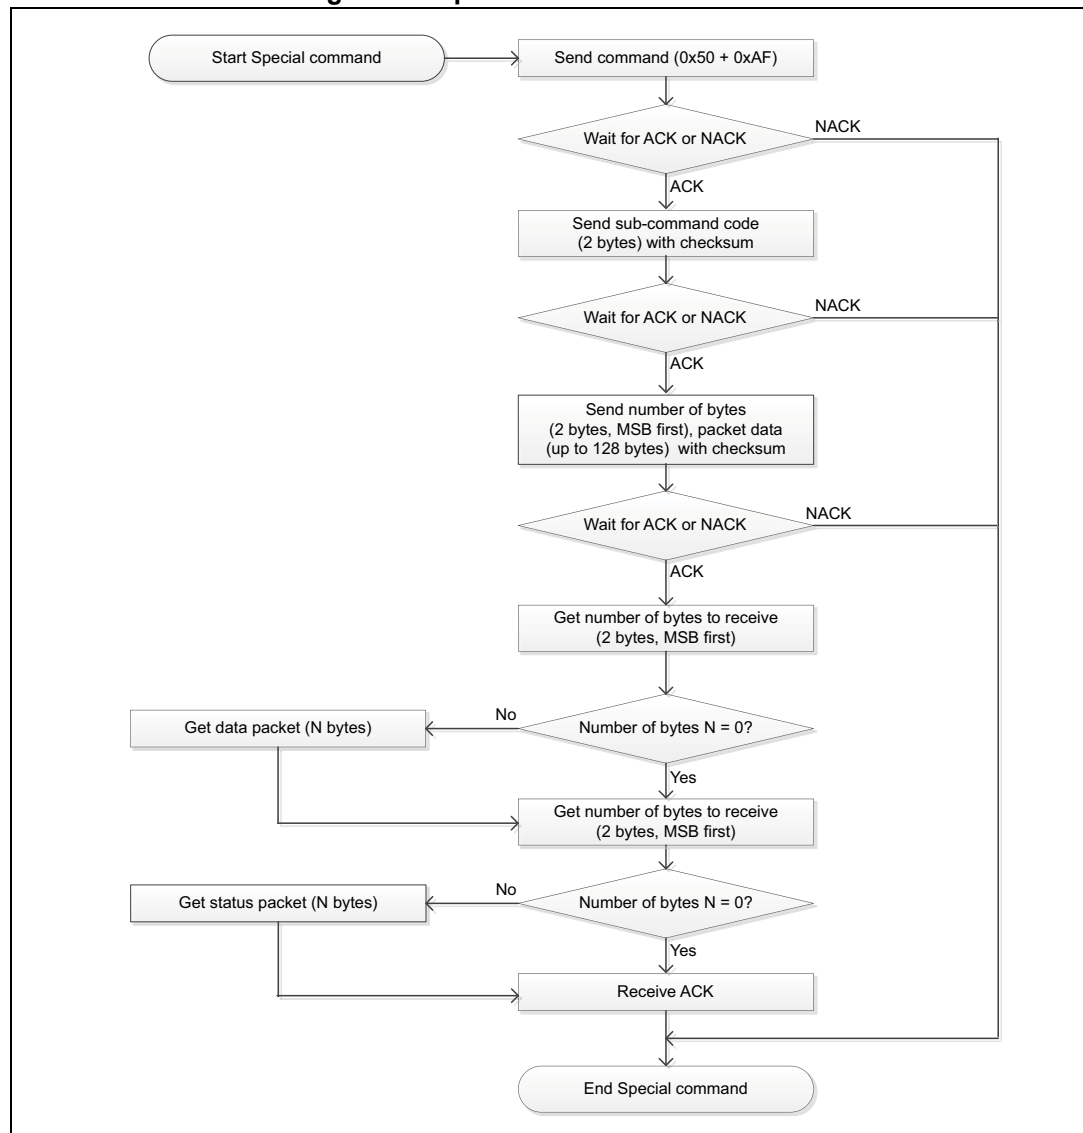 Start Special command
Send command (0x50 + 0xAF)
Wait for ACK or NACK
NACK
ACK
Send sub-command code
(2 bytes) with checksum
Wait for ACK or NACK
NACK
ACK
Send number of bytes
(2 bytes, MSB first), packet data
(up to 128 bytes) with checksum
Wait for ACK or NACK
NACK
ACK
Get number of bytes to receive
(2 bytes, MSB first)
Number of bytes N = 0?
No
Get data packet (N bytes)
Yes
Get number of bytes to receive
(2 bytes, MSB first)
Number of bytes N = 0?
No
Get status packet (N bytes)
Yes
Receive ACK
End Special command